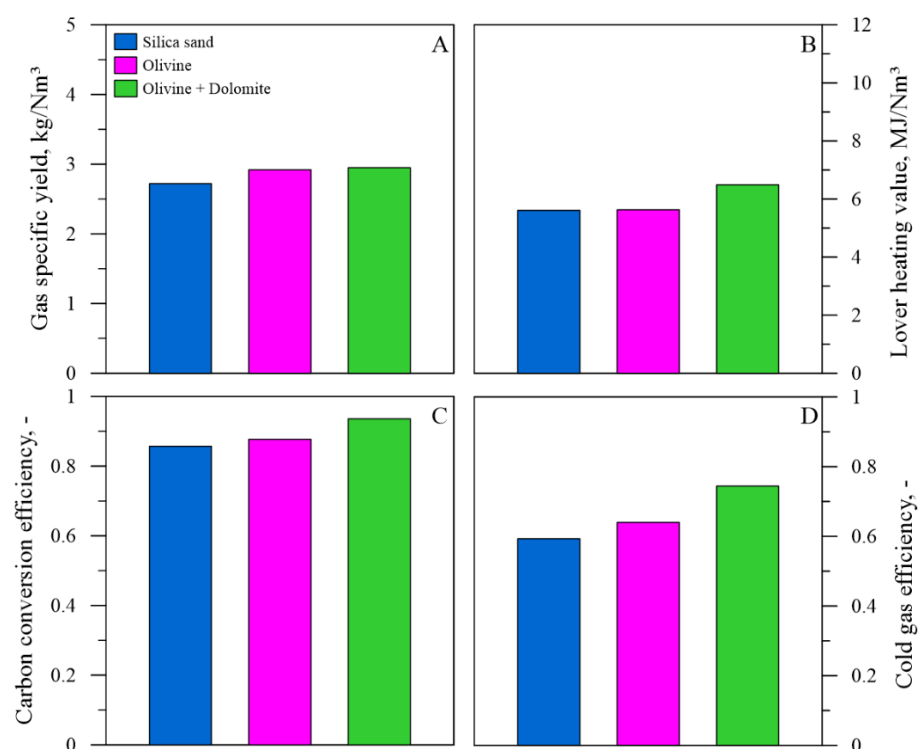 A
B
Silica sand
Olivine
Olivine + Dolomite
Gas specific yield, kg/Nm³
5
4
3
2
1
0
12
10
8
6
4
2
0
Lover heating value, MJ/Nm³
C
D
Carbon conversion efficiency, -
1
0.8
0.6
0.4
0.2
0
1
0.8
0.6
0.4
0.2
0
Cold gas efficiency, -